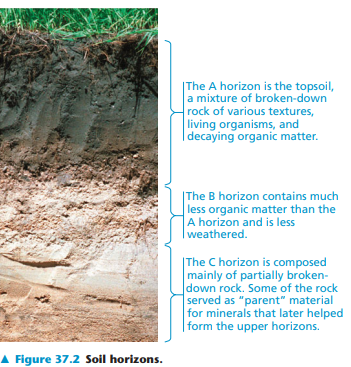 The A horizon is the topsoil,
a mixture of broken-down
rock of various textures,
living organisms, and
decaying organic matter.
The B horizon contains much
less organic matter than the
A horizon and is less
weathered.
The C horizon is composed
mainly of partially broken-
down rock. Some of the rock
served as “parent” material
for minerals that later helped
form the upper horizons.
▲ Figure 37.2 Soil horizons.